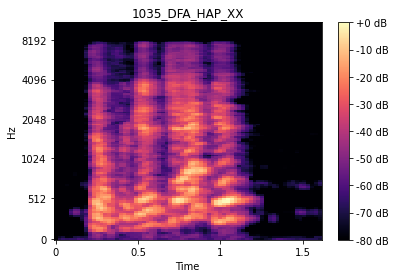 1035_DFA_HAP_XX
8192
4096
2048
1024
512
0
Hz
0
0.5
1
1.5
Time
+0 dB
-10 dB
-20 dB
-30 dB
-40 dB
-50 dB
-60 dB
-70 dB
-80 dB